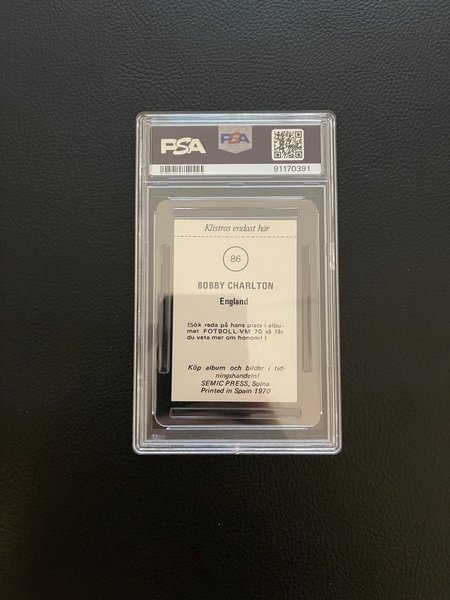 PSA
PSA
91170391
Klistras endast här
86
BOBBY CHARLTON
England
(Sök reda på hans plats i albu-
met FOTBOLL-VM 70 så får
du veta mer om honom!)
Köp album och bilder i tid-
ningshandeln!
SEMIC PRESS, Solna
Printed in Spain 1970